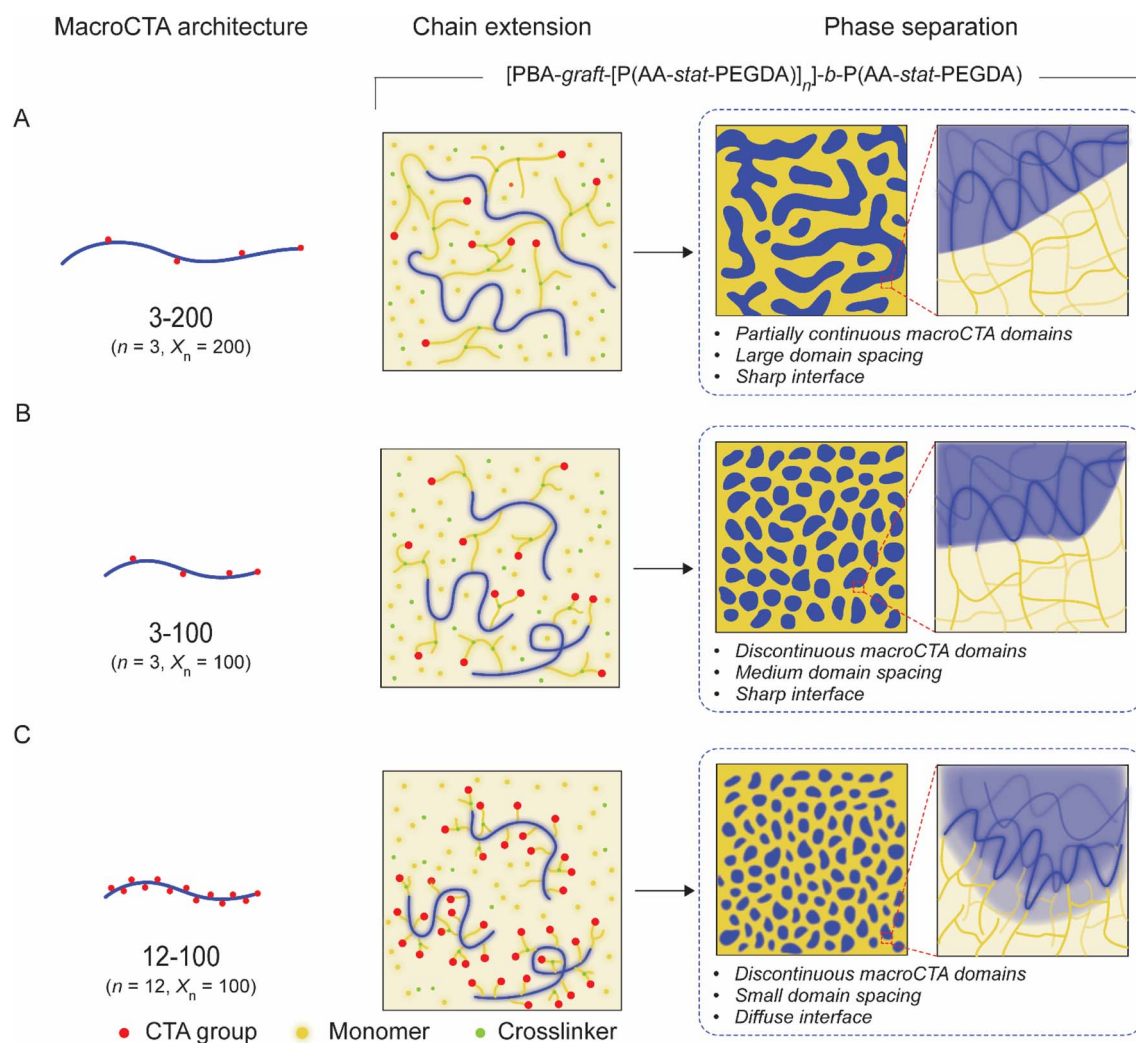 MacroCTA architecture
Chain extension
Phase separation
[PBA-graft-[P(AA-stat-PEGDA)]n]-b-P(AA-stat-PEGDA)
A
3-200
(n = 3, Xn = 200)
• Partially continuous macroCTA domains
• Large domain spacing
• Sharp interface
B
3-100
(n = 3, Xn = 100)
• Discontinuous macroCTA domains
• Medium domain spacing
• Sharp interface
C
12-100
(n = 12, Xn = 100)
• Discontinuous macroCTA domains
• Small domain spacing
• Diffuse interface
CTA group
Monomer
Crosslinker